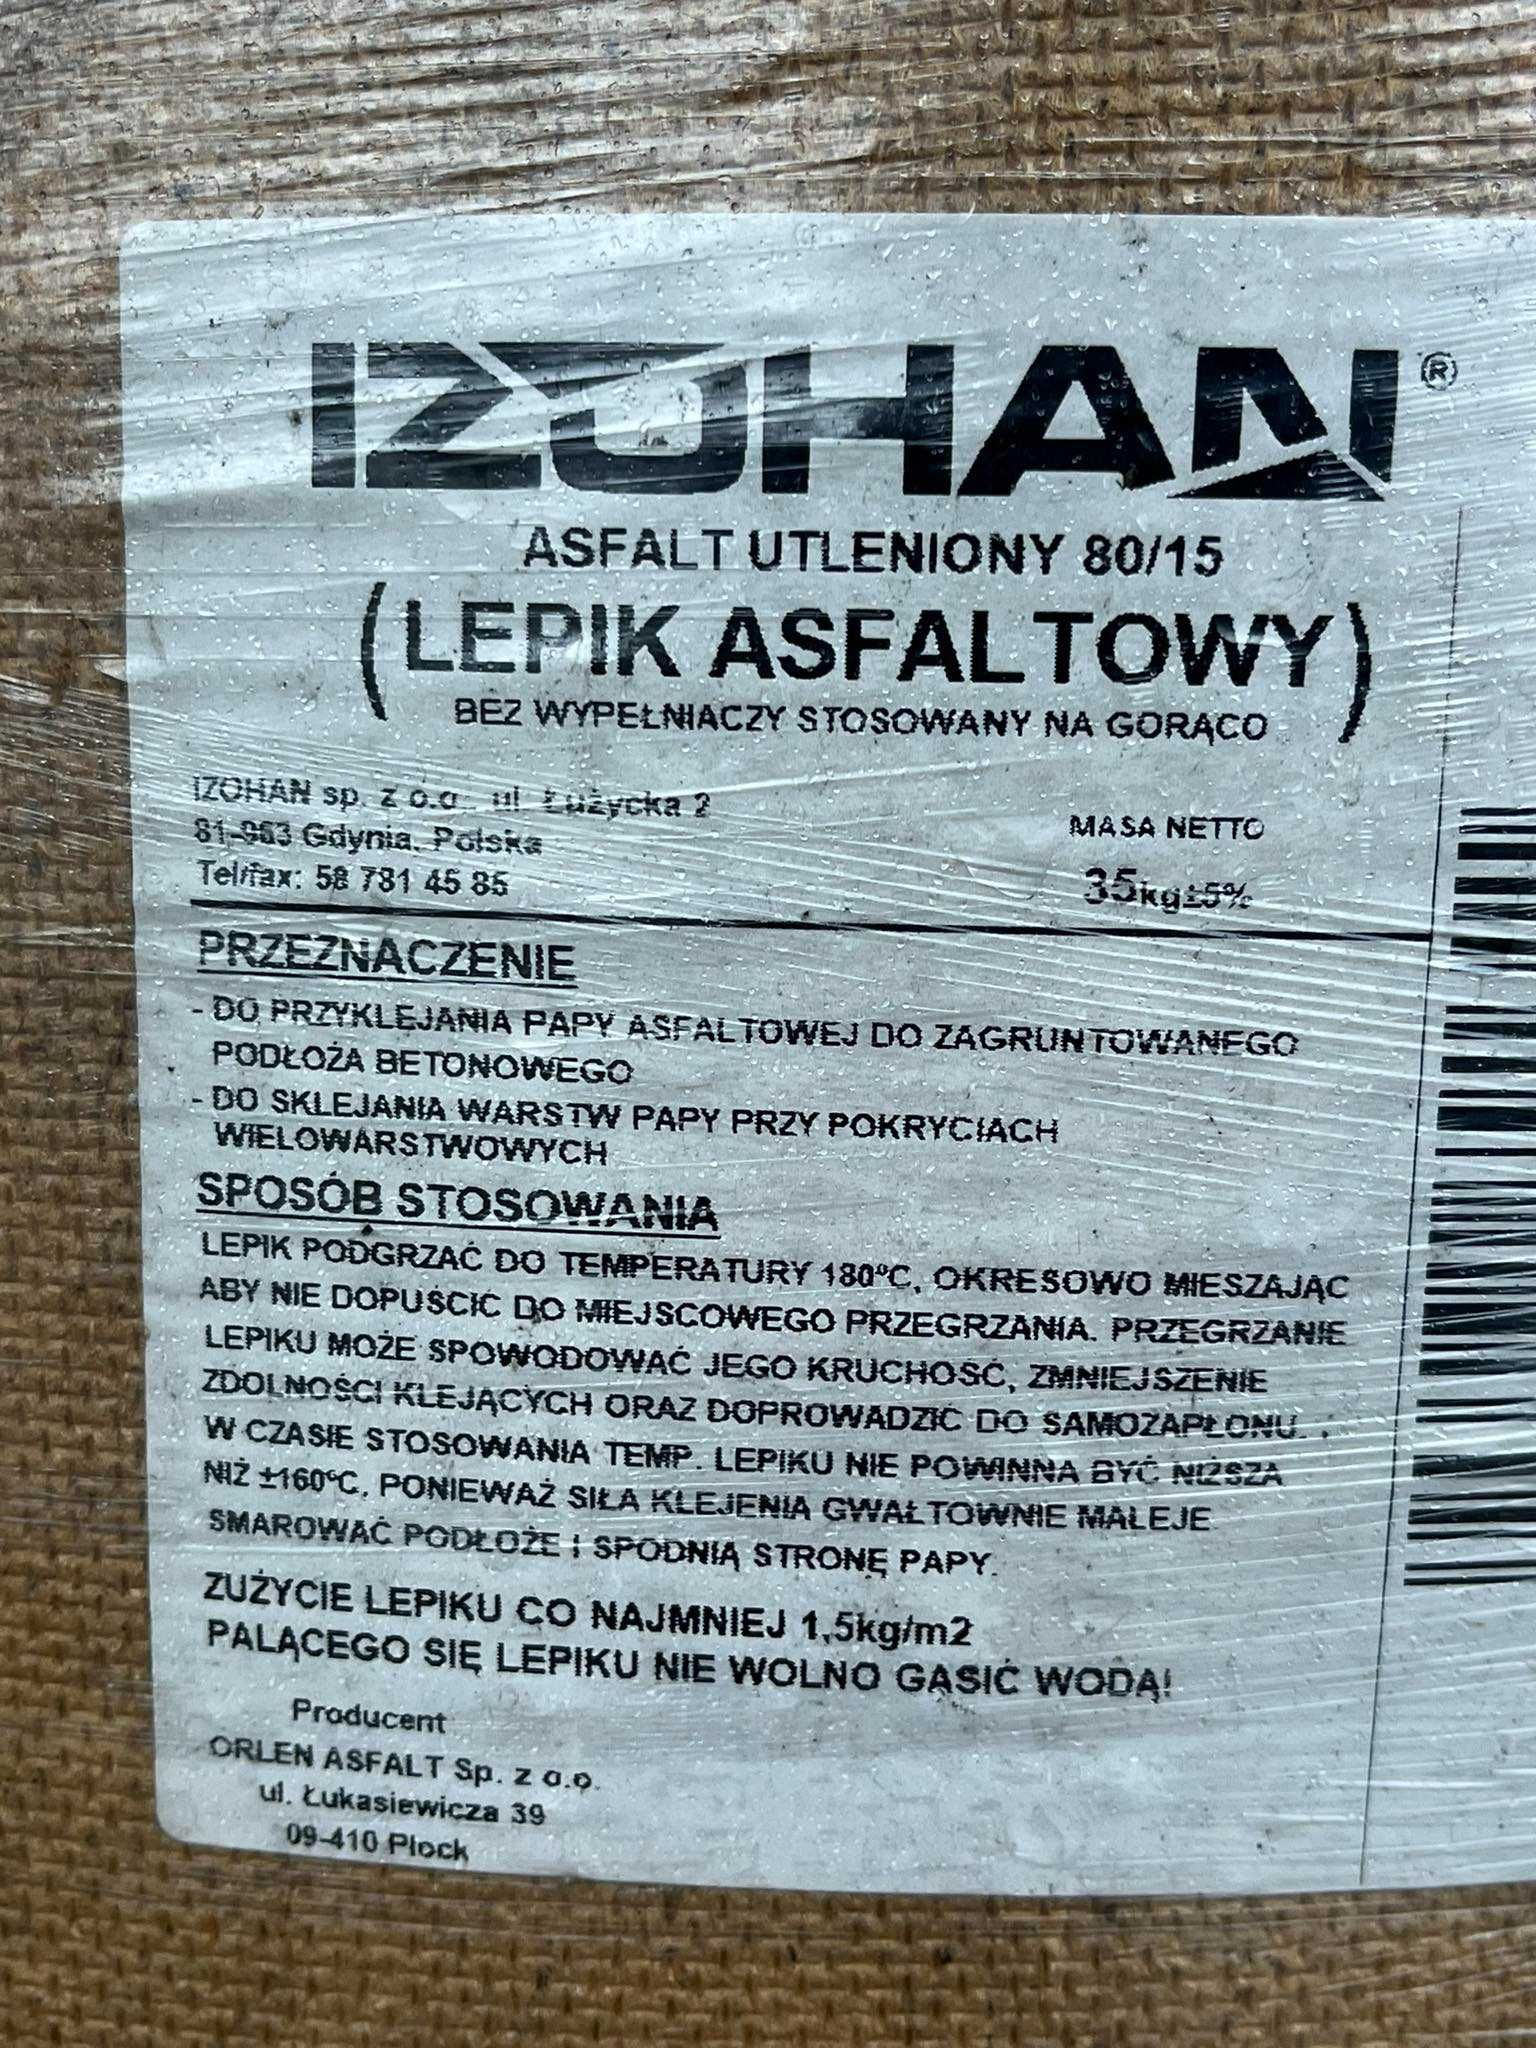 IZOHAN®
ASFALT UTLENIONY 80/15
(LEPIK ASFALTOWY)
BEZ WYPEŁNIACZY STOSOWANY NA GORĄCO
IZOHAN sp. z o.o., ul. Łużycka 2
81-963 Gdynia, Polska
Tel/fax: 58 781 45 85
MASA NETTO
35kg±5%
PRZEZNACZENIE
- DO PRZYKLEJANIA PAPY ASFALTOWEJ DO ZAGRUNTOWANEGO
PODŁOŻA BETONOWEGO
- DO SKLEJANIA WARSTW PAPY PRZY POKRYCIACH
WIELOWARSTWOWYCH
SPOSÓB STOSOWANIA
LEPIK PODGRZAĆ DO TEMPERATURY 180°C, OKRESOWO MIESZAJĄC
ABY NIE DOPUŚCIĆ DO MIEJSCOWEGO PRZEGRZANIA. PRZEGRZANIE
LEPIKU MOŻE SPOWODOWAĆ JEGO KRUCHOŚĆ, ZMNIEJSZENIE
ZDOLNOŚCI KLEJĄCYCH ORAZ DOPROWADZIĆ DO SAMOZAPŁONU.
W CZASIE STOSOWANIA TEMP. LEPIKU NIE POWINNA BYĆ NIŻSZA
NIŻ ±160°C, PONIEWAŻ SIŁA KLEJENIA GWAŁTOWNIE MALEJE
SMAROWAĆ PODŁOŻE I SPODNIĄ STRONĘ PAPY.
ZUŻYCIE LEPIKU CO NAJMNIEJ 1,5kg/m2
PALĄCEGO SIĘ LEPIKU NIE WOLNO GASIĆ WODĄ!
Producent
ORLEN ASFALT Sp. z o.o.
ul. Łukasiewicza 39
09-410 Płock